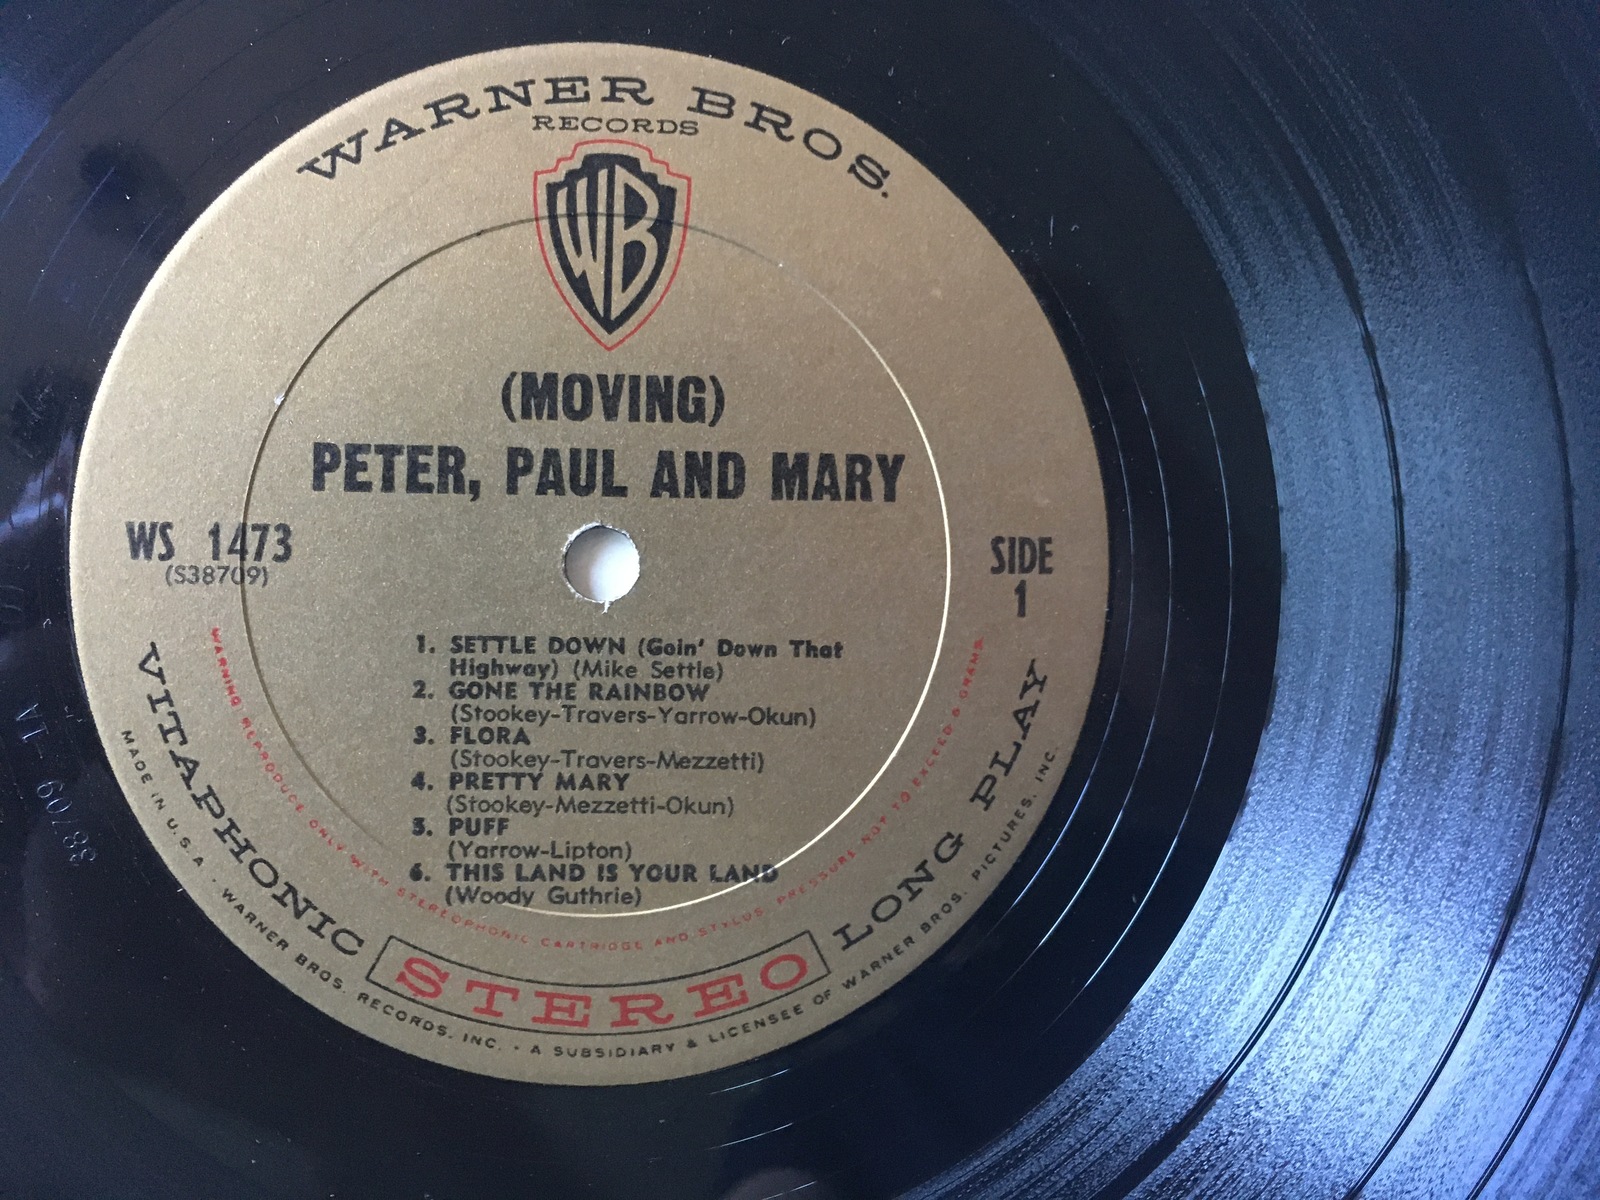 WARNER BROS.
RECORDS
WB
(MOVING)
PETER, PAUL AND MARY
WS 1473
(S38709)
SIDE
1
1. SETTLE DOWN (Goin' Down That
Highway) (Mike Settle)
2. GONE THE RAINBOW
(Stookey-Travers-Yarrow-Okun)
3. FLORA
(Stookey-Travers-Mezzetti)
4. PRETTY MARY
(Stookey-Mezzetti-Okun)
5. PUFF
(Yarrow-Lipton)
6. THIS LAND IS YOUR LAND
(Woody Guthrie)
WARNING REPRODUCE ONLY WITH STEREOPHONIC CARTRIDGE AND STYLUS. PRESSURE NOT TO EXCEED 6 GRAMS.
VITAPHONIC STEREO LONG PLAY
MADE IN U.S.A. · WARNER BROS. RECORDS, INC. · A SUBSIDIARY & LICENSEE OF WARNER BROS. PICTURES, INC.
38709